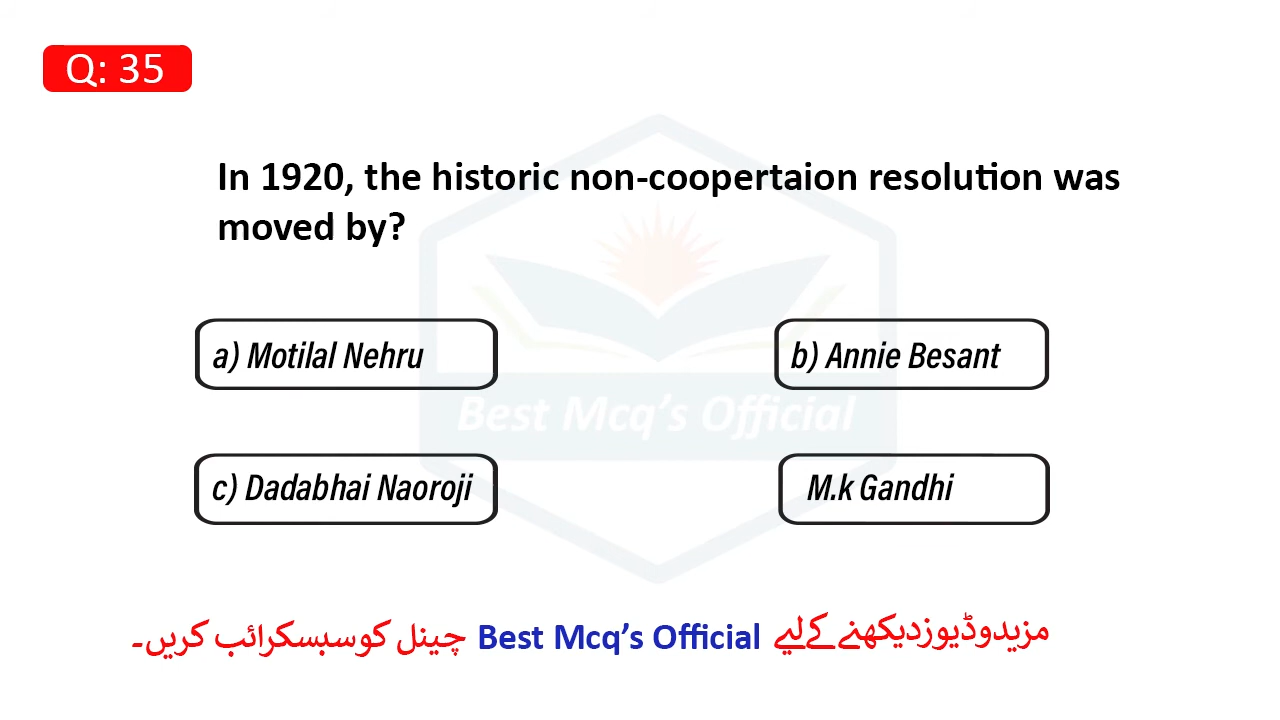 Q: 35
In 1920, the historic non-coopertaion resolution was
moved by?
a) Motilal Nehru
b) Annie Besant
Best Mcq's Official
c) Dadabhai Naoroji
M.k Gandhi
مزیدوڈیوزدیکھنے کےلیے Best Mcq’s Official چینل کوسبسکرائب کریں۔